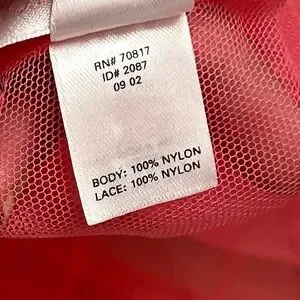 RN# 70817
ID# 2087
09 02
BODY: 100% NYLON
LACE: 100% NYLON